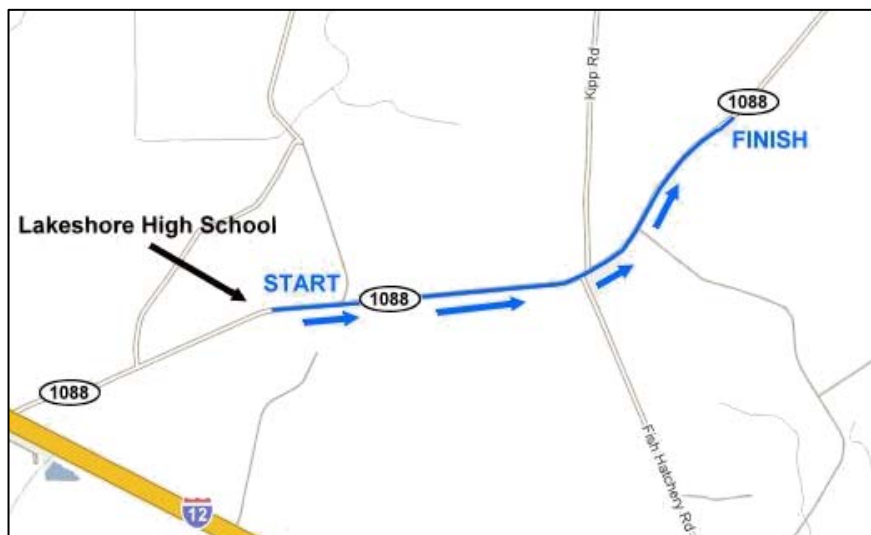 Kipp Rd
1088
FINISH
Lakeshore High School
START
1088
1088
Fish Hatchery Rd
12